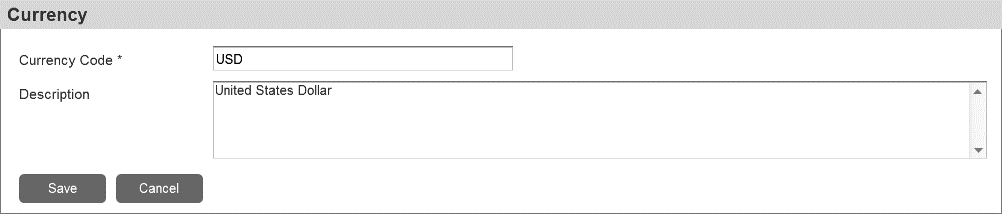 Currency
Currency Code * USD
Description United States Dollar
Save Cancel